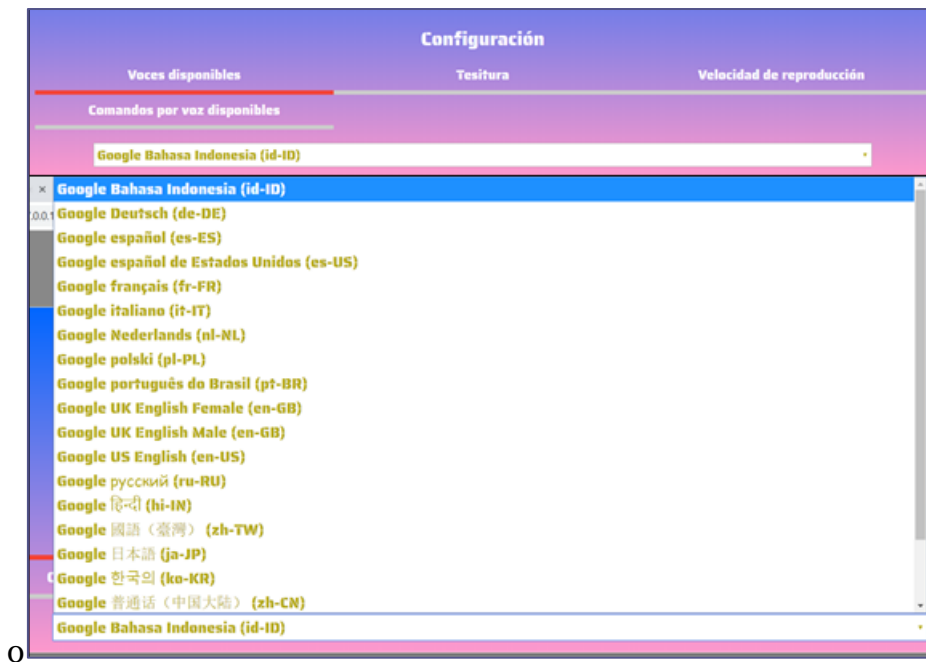 Configuración
Voces disponibles
Tesitura
Velocidad de reproducción
Comandos por voz disponibles
Google Bahasa Indonesia (id-ID)
× Google Bahasa Indonesia (id-ID)
.0.0.1 Google Deutsch (de-DE)
Google español (es-ES)
Google español de Estados Unidos (es-US)
Google français (fr-FR)
Google italiano (it-IT)
Google Nederlands (nl-NL)
Google polski (pl-PL)
Google português do Brasil (pt-BR)
Google UK English Female (en-GB)
Google UK English Male (en-GB)
Google US English (en-US)
Google русский (ru-RU)
Google हिन्दी (hi-IN)
Google 國語（臺灣） (zh-TW)
Google 日本語 (ja-JP)
Google 한국의 (ko-KR)
Google 普通话（中国大陆） (zh-CN)
Google Bahasa Indonesia (id-ID)
o